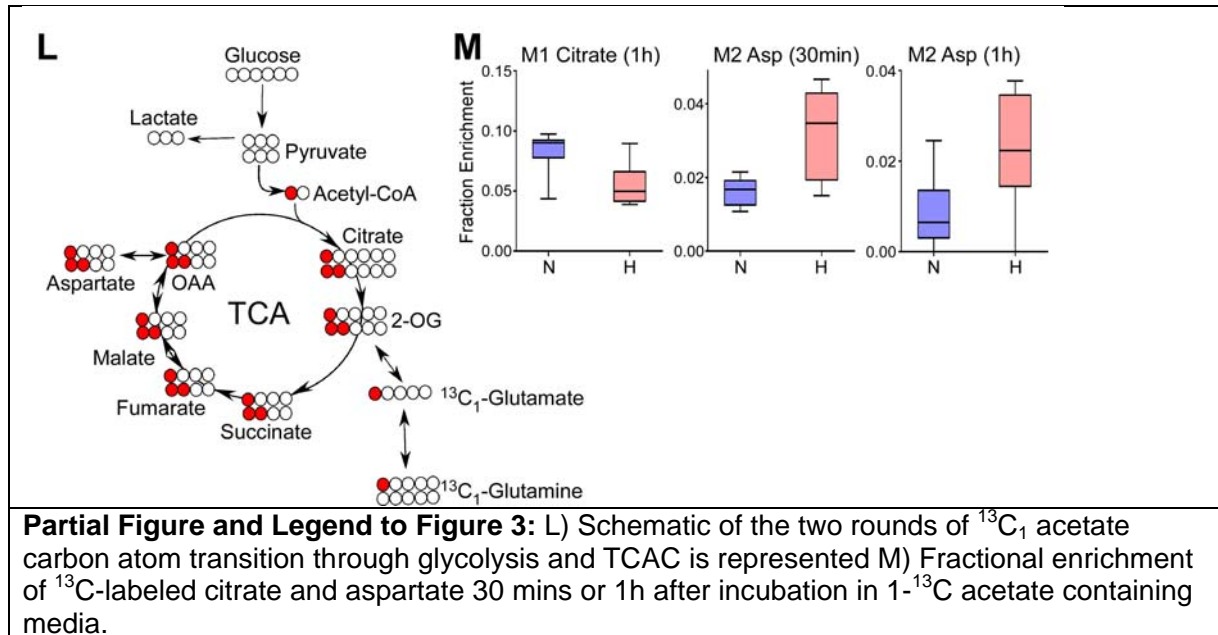 L
Glucose
Lactate
Pyruvate
Acetyl-CoA
Citrate
Aspartate
OAA
TCA
2-OG
Malate
Fumarate
Succinate
¹³C₁-Glutamate
¹³C₁-Glutamine
M
M1 Citrate (1h)
M2 Asp (30min)
M2 Asp (1h)
Fraction Enrichment
0.15
0.10
0.05
0.00
N
H
0.04
0.02
0.00
N
H
0.04
0.02
0.00
N
H
Partial Figure and Legend to Figure 3: L) Schematic of the two rounds of ¹³C₁ acetate
carbon atom transition through glycolysis and TCAC is represented M) Fractional enrichment
of ¹³C-labeled citrate and aspartate 30 mins or 1h after incubation in 1-¹³C acetate containing
media.